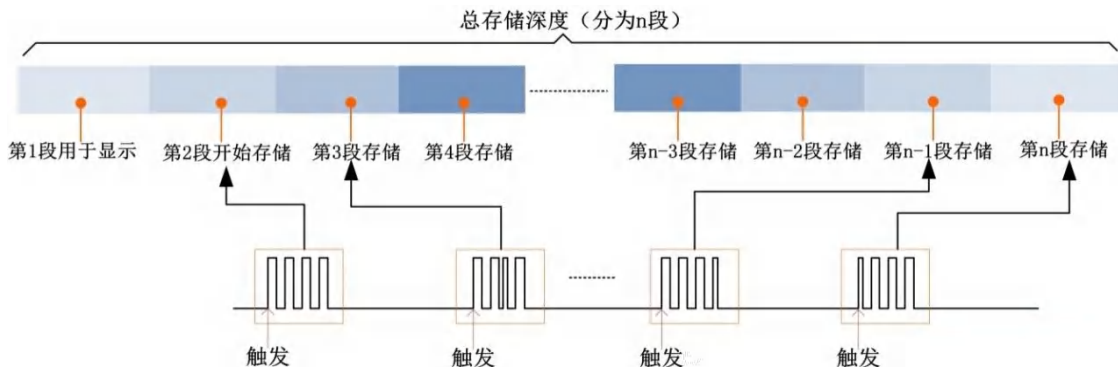 总存储深度（分为n段）
第1段用于显示
第2段开始存储
第3段存储
第4段存储
第n-3段存储
第n-2段存储
第n-1段存储
第n段存储
触发
触发
触发
触发